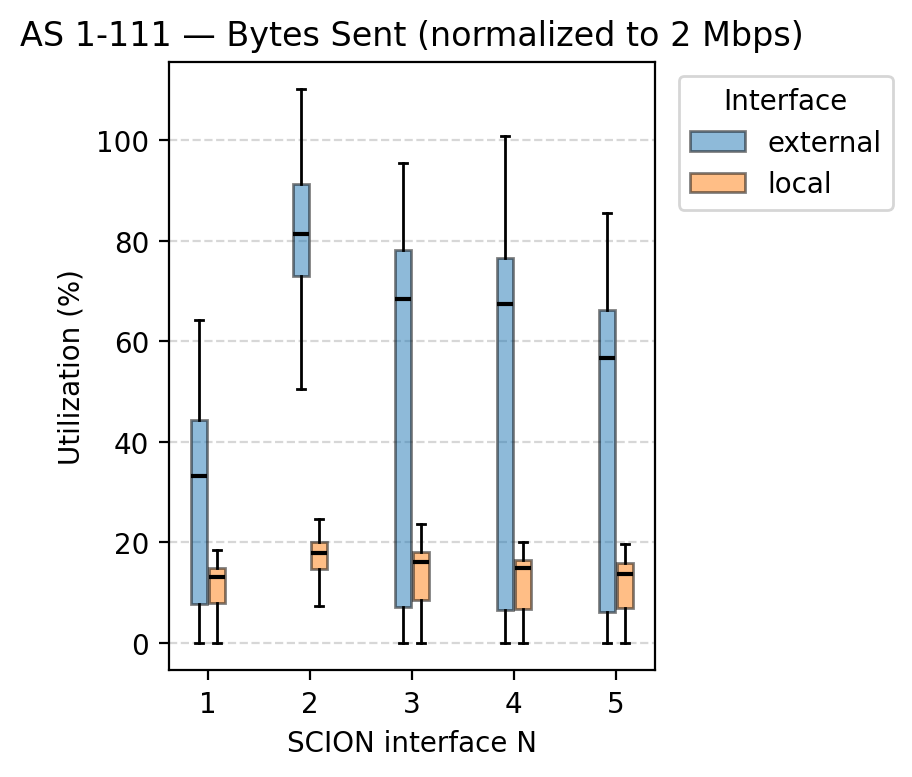 AS 1-111 — Bytes Sent (normalized to 2 Mbps)
Interface
external
local
Utilization (%)
100
80
60
40
20
0
1 2 3 4 5
SCION interface N